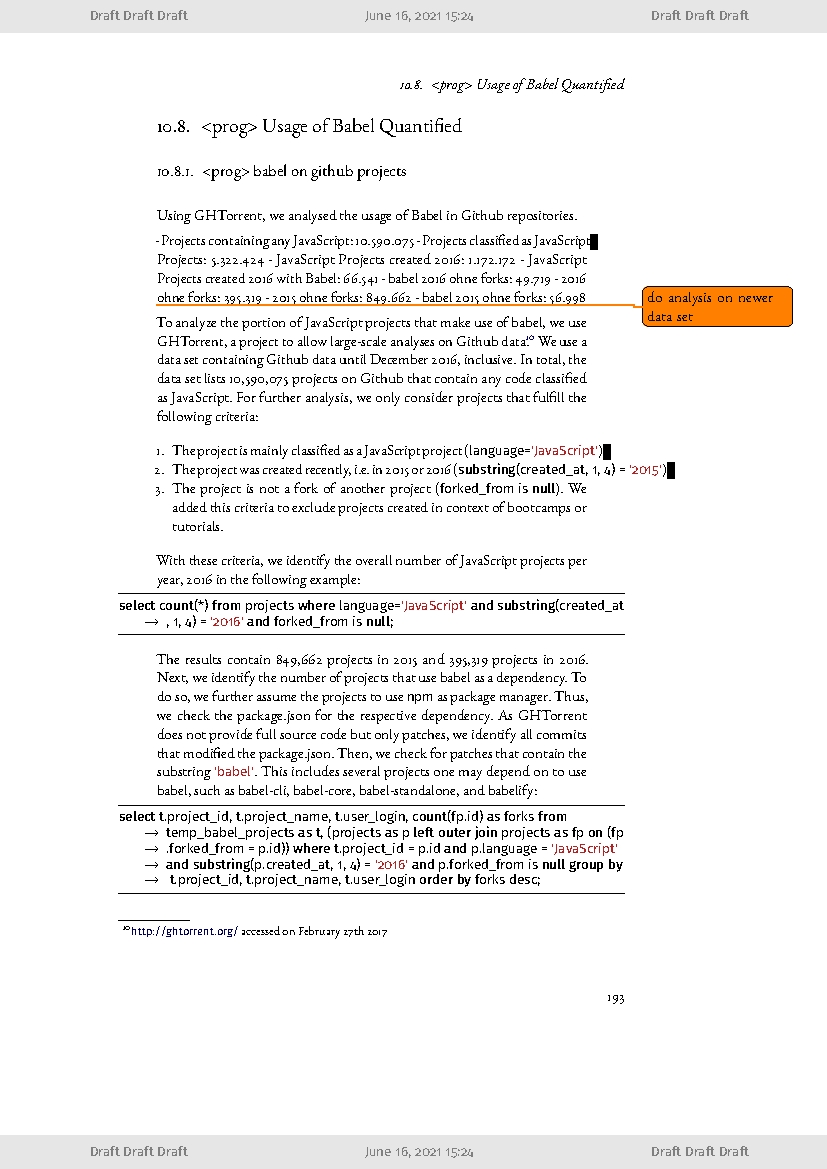 Draft Draft Draft June 16, 2021 15:24 Draft Draft Draft
10.8. <prog> Usage of Babel Quantified
10.8. <prog> Usage of Babel Quantified
10.8.1. <prog> babel on github projects
Using GHTorrent, we analysed the usage of Babel in Github repositories.
- Projects containing any JavaScript: 10.590.075 - Projects classified as JavaScript
Projects: 5.322.424 - JavaScript Projects created 2016: 1.172.172 - JavaScript
Projects created 2016 with Babel: 66.541 - babel 2016 ohne forks: 49.719 - 2016
ohne forks: 395.319 - 2015 ohne forks: 849.662 - babel 2015 ohne forks: 56.998
do analysis on newer
data set
To analyze the portion of JavaScript projects that make use of babel, we use
GHTorrent, a project to allow large-scale analyses on Github data.¹⁰ We use a
data set containing Github data until December 2016, inclusive. In total, the
data set lists 10,590,075 projects on Github that contain any code classified
as JavaScript. For further analysis, we only consider projects that fulfill the
following criteria:
1. The project is mainly classified as a JavaScript project (language='JavaScript')
2. The project was created recently, i.e. in 2015 or 2016 (substring(created_at, 1, 4) = '2015')
3. The project is not a fork of another project (forked_from is null). We
added this criteria to exclude projects created in context of bootcamps or
tutorials.
With these criteria, we identify the overall number of JavaScript projects per
year, 2016 in the following example:
select count(*) from projects where language='JavaScript' and substring(created_at
→ , 1, 4) = '2016' and forked_from is null;
The results contain 849,662 projects in 2015 and 395,319 projects in 2016.
Next, we identify the number of projects that use babel as a dependency. To
do so, we further assume the projects to use npm as package manager. Thus,
we check the package.json for the respective dependency. As GHTorrent
does not provide full source code but only patches, we identify all commits
that modified the package.json. Then, we check for patches that contain the
substring 'babel'. This includes several projects one may depend on to use
babel, such as babel-cli, babel-core, babel-standalone, and babelify:
select t.project_id, t.project_name, t.user_login, count(fp.id) as forks from
→ temp_babel_projects as t, (projects as p left outer join projects as fp on (fp
→ .forked_from = p.id)) where t.project_id = p.id and p.language = 'JavaScript'
→ and substring(p.created_at, 1, 4) = '2016' and p.forked_from is null group by
→ t.project_id, t.project_name, t.user_login order by forks desc;
¹⁰http://ghtorrent.org/ accessed on February 27th 2017
193
Draft Draft Draft June 16, 2021 15:24 Draft Draft Draft